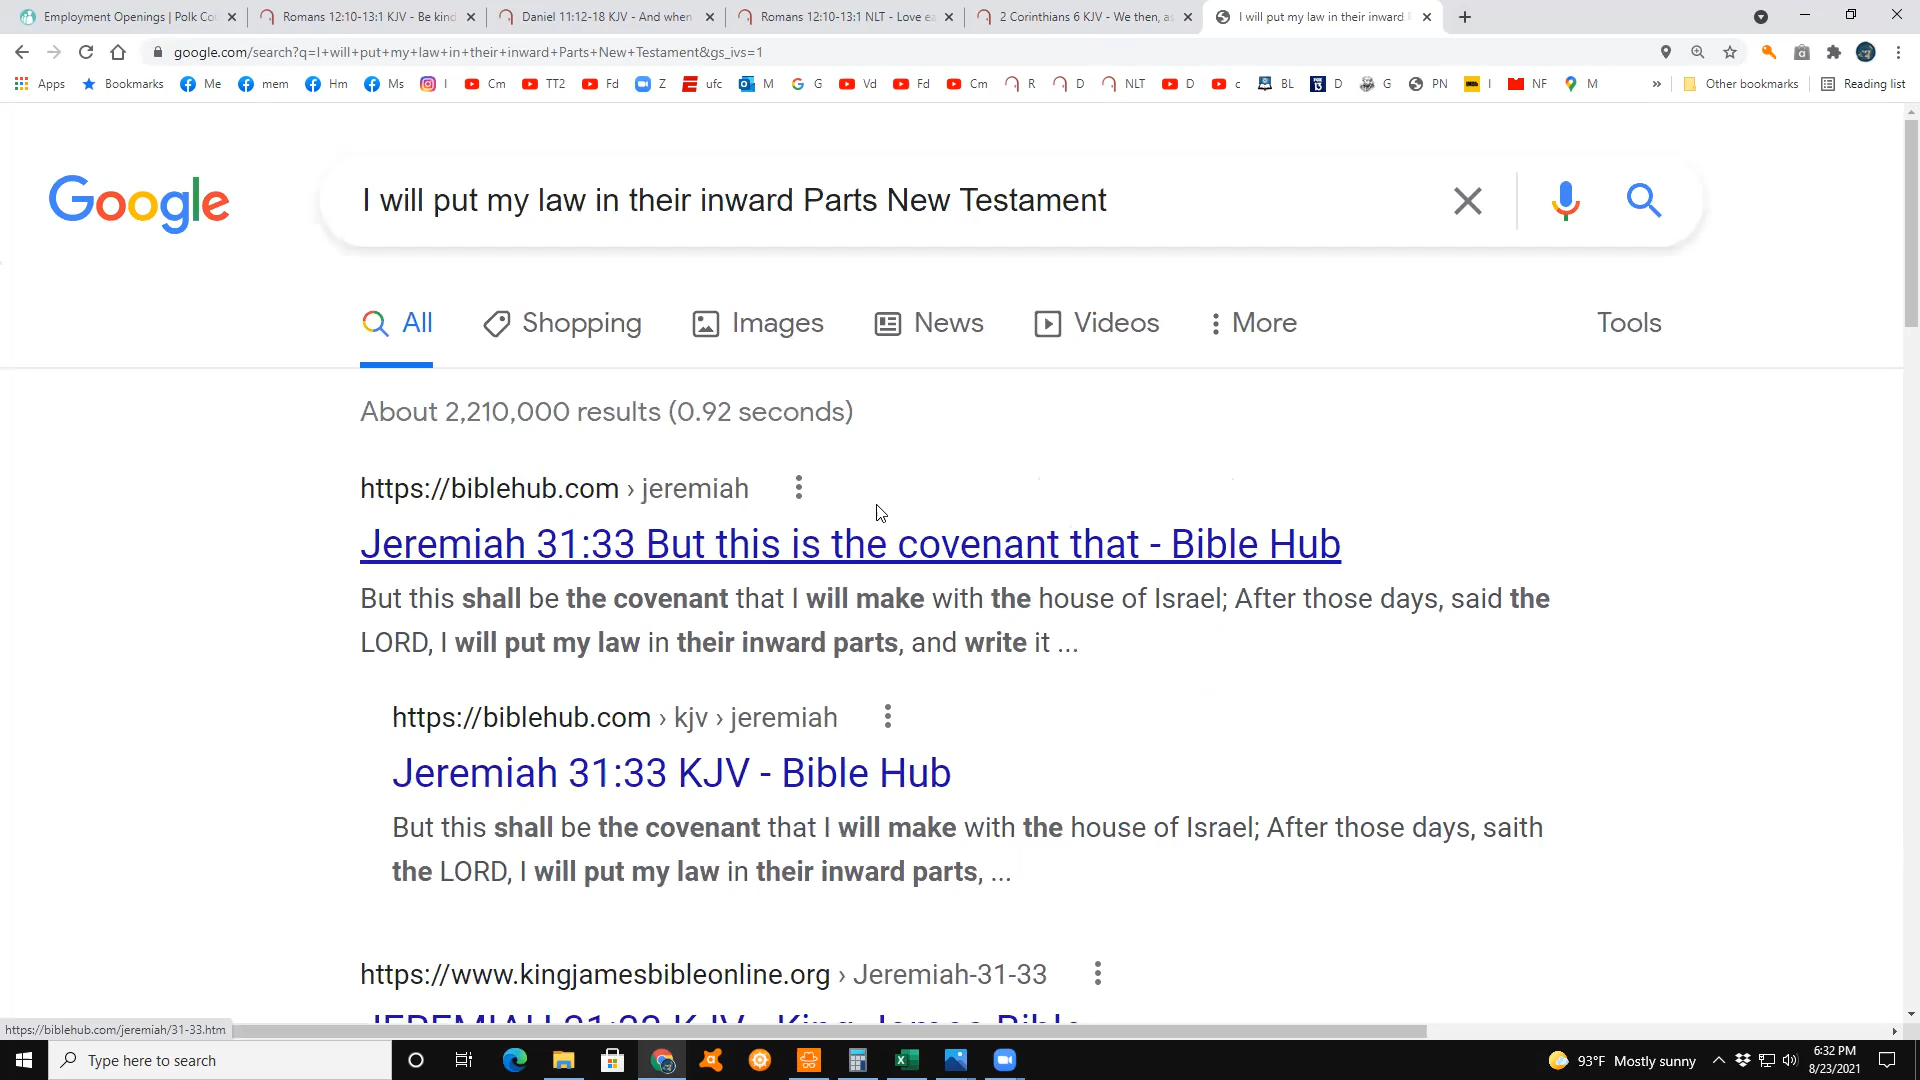 Employment Openings | Polk Co
Romans 12:10-13:1 KJV - Be kind
Daniel 11:12-18 KJV - And when
Romans 12:10-13:1 NLT - Love ea
2 Corinthians 6 KJV - We then, as
I will put my law in their inward
google.com/search?q=I+will+put+my+law+in+their+inward+Parts+New+Testament&gs_ivs=1
Apps Bookmarks Me mem Hm Ms I Cm TT2 Fd Z ufc M G Vd Fd Cm R D NLT D c BL D G PN I NF M » Other bookmarks Reading list
Google
I will put my law in their inward Parts New Testament
All Shopping Images News Videos More Tools
About 2,210,000 results (0.92 seconds)
https://biblehub.com › jeremiah
Jeremiah 31:33 But this is the covenant that - Bible Hub
But this shall be the covenant that I will make with the house of Israel; After those days, said the
LORD, I will put my law in their inward parts, and write it ...
https://biblehub.com › kjv › jeremiah
Jeremiah 31:33 KJV - Bible Hub
But this shall be the covenant that I will make with the house of Israel; After those days, saith
the LORD, I will put my law in their inward parts, ...
https://www.kingjamesbibleonline.org › Jeremiah-31-33
JEREMIAH 31:33 KJV - King James Bible
https://biblehub.com/jeremiah/31-33.htm
Type here to search
93°F Mostly sunny
6:32 PM
8/23/2021